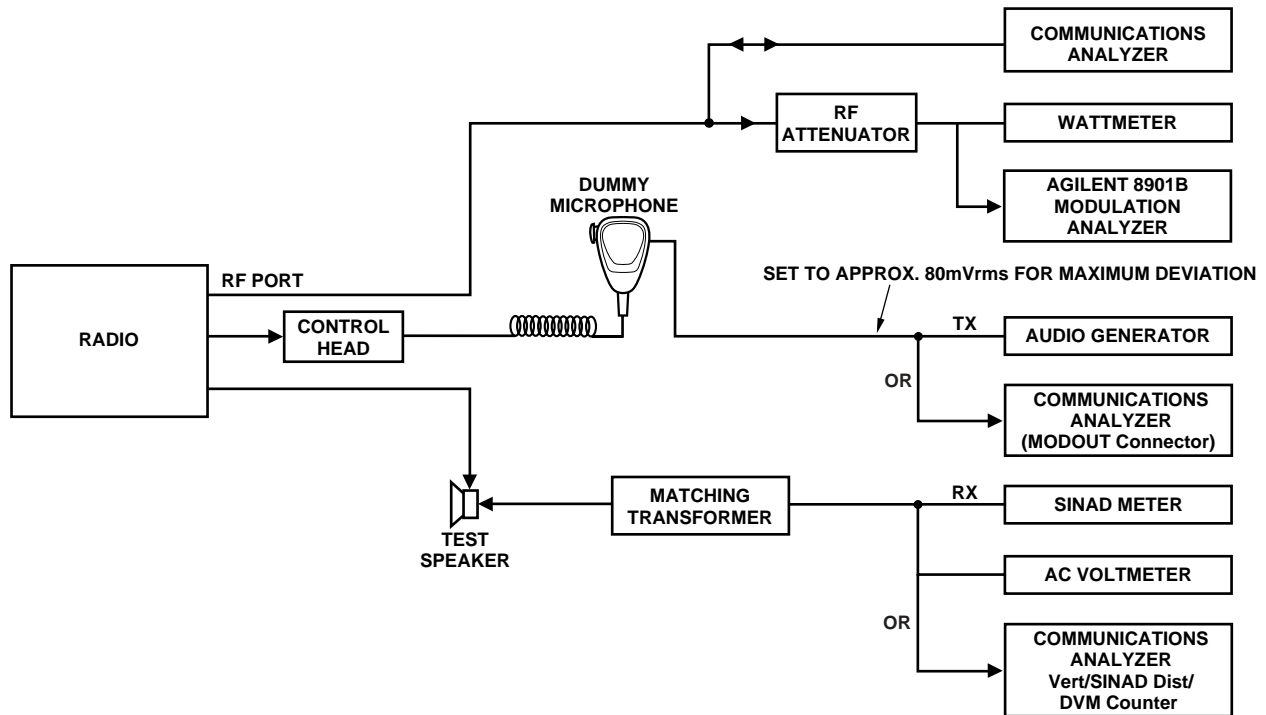 COMMUNICATIONS
ANALYZER
RF
ATTENUATOR
WATTMETER
AGILENT 8901B
MODULATION
ANALYZER
DUMMY
MICROPHONE
RF PORT
SET TO APPROX. 80mVrms FOR MAXIMUM DEVIATION
RADIO
CONTROL
HEAD
TX
AUDIO GENERATOR
OR
COMMUNICATIONS
ANALYZER
(MODOUT Connector)
MATCHING
TRANSFORMER
RX
SINAD METER
TEST
SPEAKER
AC VOLTMETER
OR
COMMUNICATIONS
ANALYZER
Vert/SINAD Dist/
DVM Counter